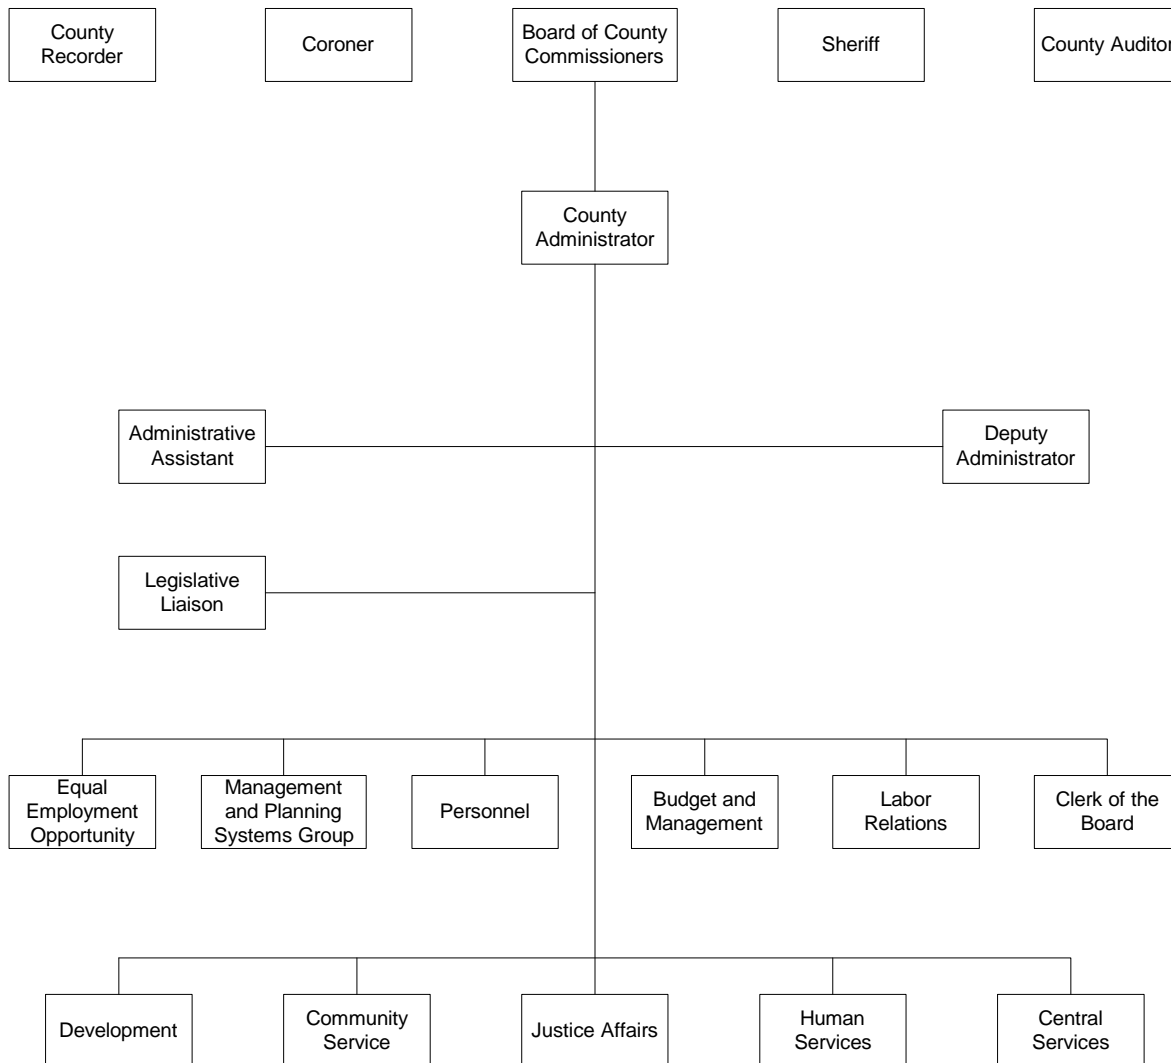 County
Recorder
Coroner
Board of County
Commissioners
Sheriff
County Auditor
County
Administrator
Administrative
Assistant
Deputy
Administrator
Legislative
Liaison
Equal
Employment
Opportunity
Management
and Planning
Systems Group
Personnel
Budget and
Management
Labor
Relations
Clerk of the
Board
Development
Community
Service
Justice Affairs
Human
Services
Central
Services